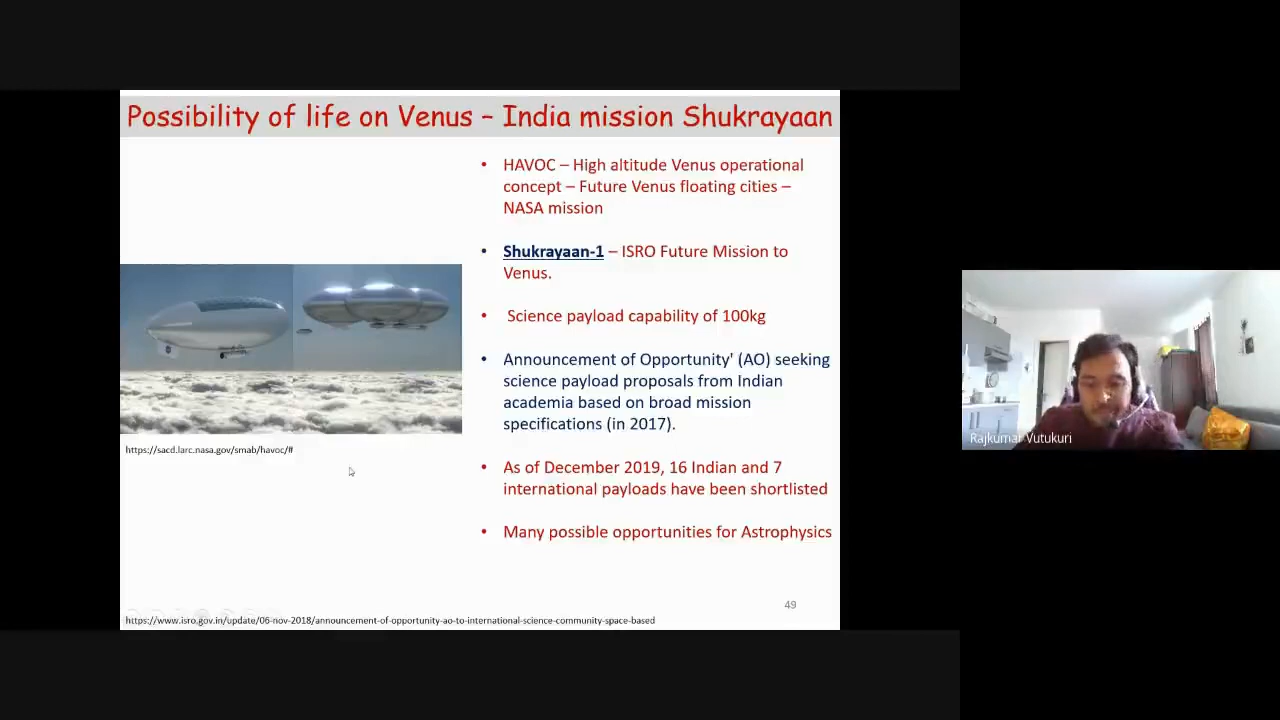 Possibility of life on Venus – India mission Shukrayaan
• HAVOC – High altitude Venus operational
concept – Future Venus floating cities –
NASA mission
• Shukrayaan-1 – ISRO Future Mission to
Venus.
• Science payload capability of 100kg
• Announcement of Opportunity' (AO) seeking
science payload proposals from Indian
academia based on broad mission
specifications (in 2017).
• As of December 2019, 16 Indian and 7
international payloads have been shortlisted
• Many possible opportunities for Astrophysics
https://sacd.larc.nasa.gov/smab/havoc/#
49
https://www.isro.gov.in/update/06-nov-2018/announcement-of-opportunity-ao-to-international-science-community-space-based
Rajkumar Vutukuri